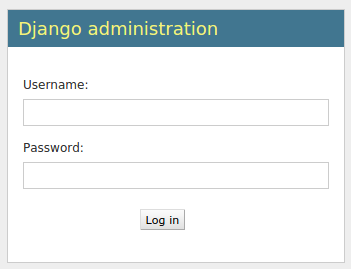 Django administration
Username:
Password:
Log in